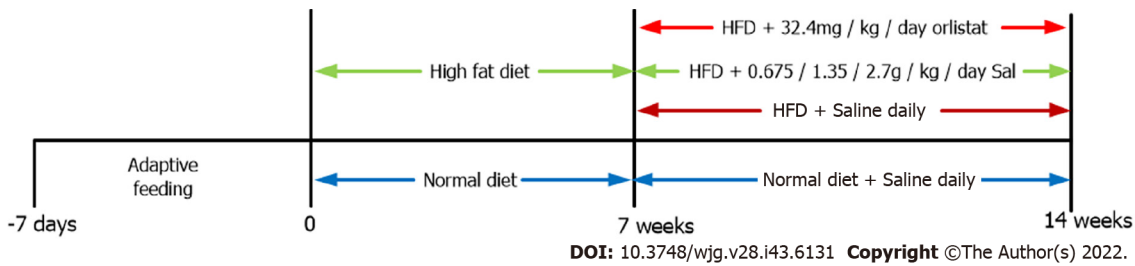 HFD + 32.4mg / kg / day orlistat
High fat diet
HFD + 0.675 / 1.35 / 2.7g / kg / day Sal
HFD + Saline daily
Adaptive
feeding
Normal diet
Normal diet + Saline daily
-7 days
0
7 weeks
14 weeks
DOI: 10.3748/wjg.v28.i43.6131 Copyright ©The Author(s) 2022.